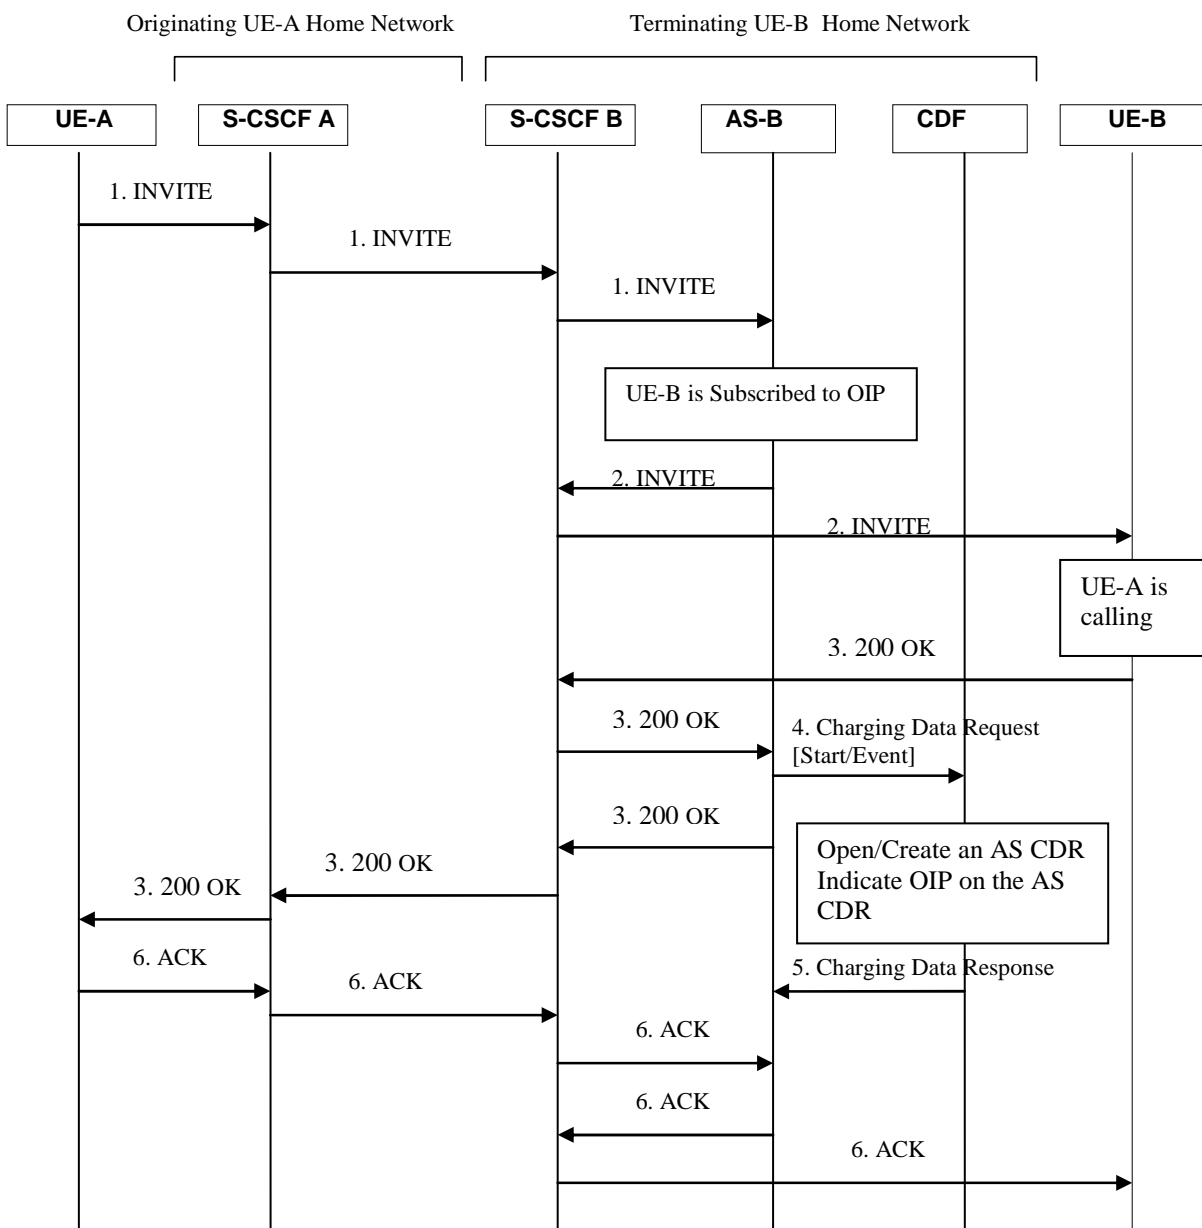 Originating UE-A Home Network
Terminating UE-B Home Network
UE-A
S-CSCF A
S-CSCF B
AS-B
CDF
UE-B
1. INVITE
1. INVITE
1. INVITE
UE-B is Subscribed to OIP
2. INVITE
2. INVITE
UE-A is
calling
3. 200 OK
3. 200 OK
4. Charging Data Request
[Start/Event]
3. 200 OK
Open/Create an AS CDR
Indicate OIP on the AS
CDR
3. 200 OK
3. 200 OK
6. ACK
5. Charging Data Response
6. ACK
6. ACK
6. ACK
6. ACK